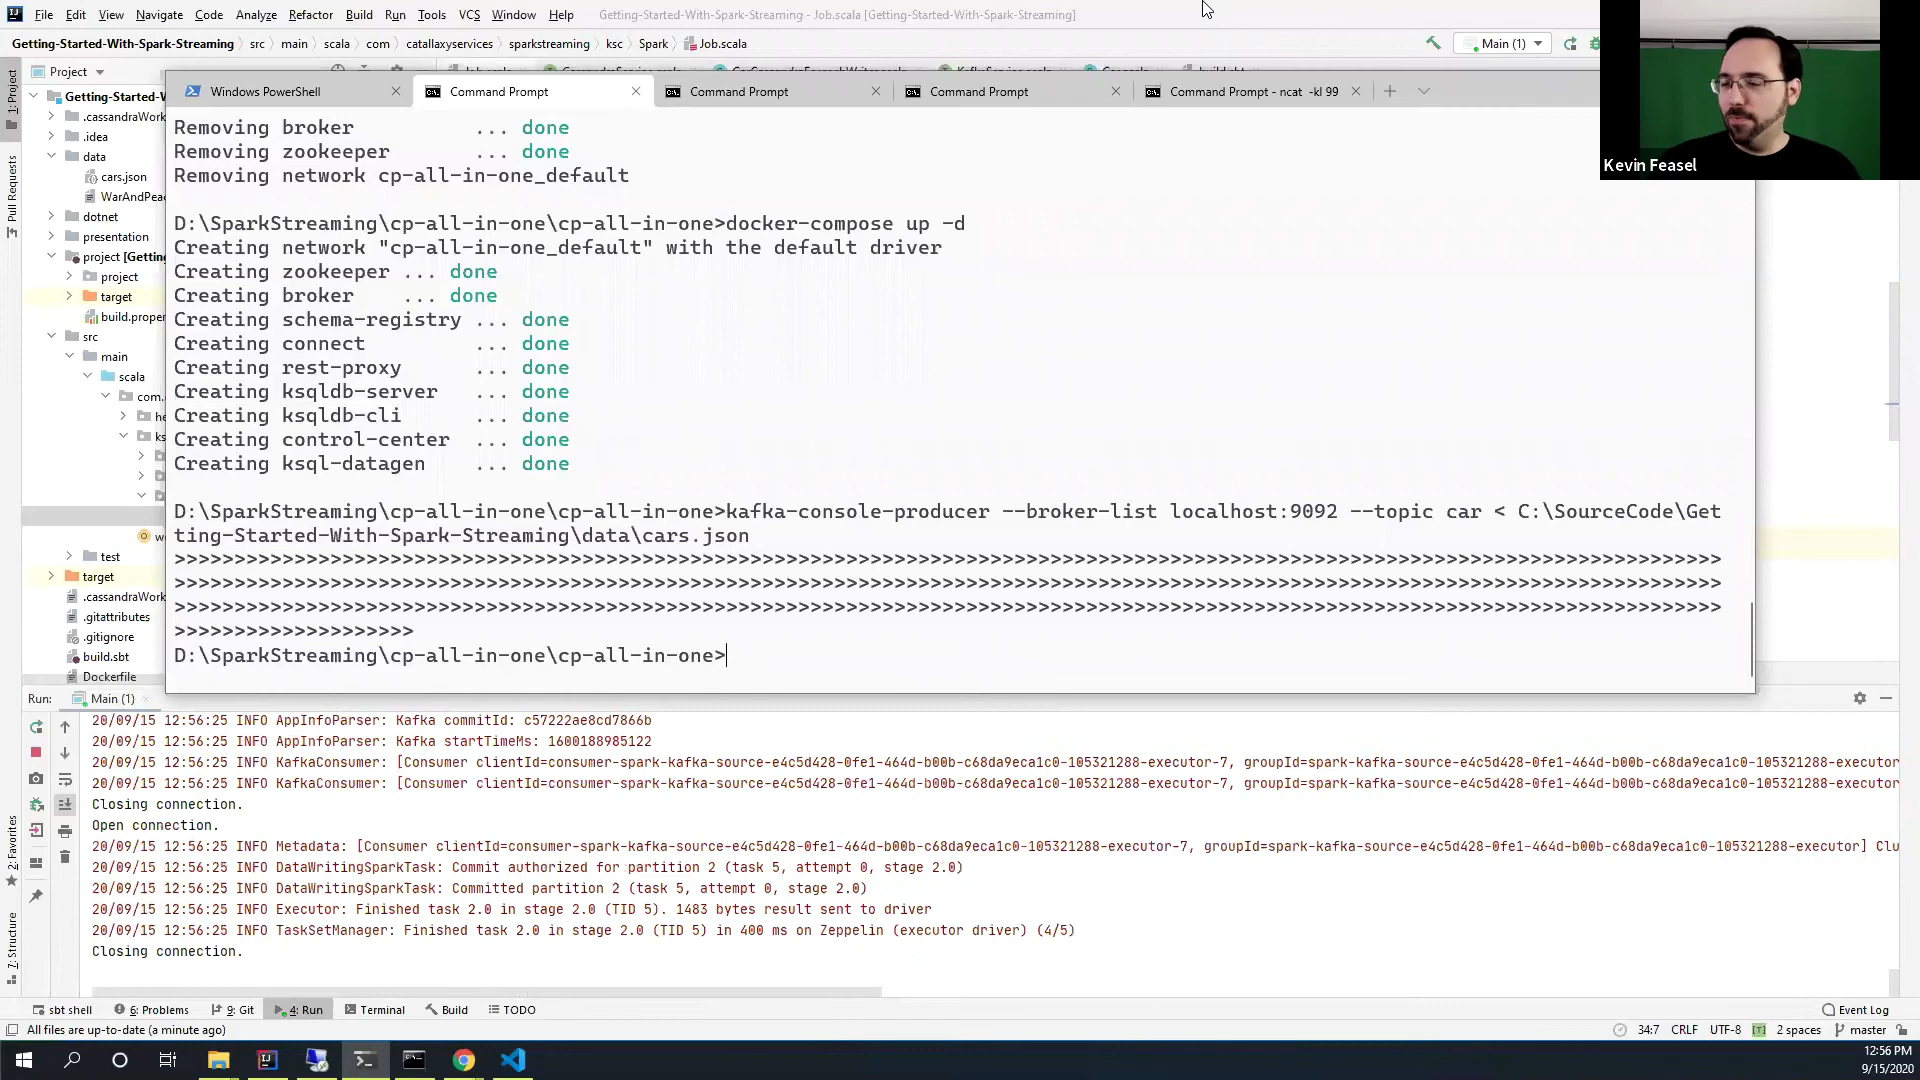 File Edit View Navigate Code Analyze Refactor Build Run Tools VCS Window Help Getting-Started-With-Spark-Streaming - Job.scala [Getting-Started-With-Spark-Streaming]
Getting-Started-With-Spark-Streaming src main scala com catallaxyservices sparkstreaming ksc Spark Job.scala Main (1)
Project
Windows PowerShell Command Prompt Command Prompt Command Prompt Command Prompt - ncat -kl 99
Kevin Feasel
1: Project
Pull Requests
2: Favorites
7: Structure
Getting-Started-W
.cassandraWork
.idea
data
cars.json
WarAndPeac
dotnet
presentation
project [Getting
project
target
build.proper
src
main
scala
com.
he
ks
test
target
.cassandraWork
.gitattributes
.gitignore
build.sbt
Dockerfile
Removing broker ... done
Removing zookeeper ... done
Removing network cp-all-in-one_default
D:\SparkStreaming\cp-all-in-one\cp-all-in-one>docker-compose up -d
Creating network "cp-all-in-one_default" with the default driver
Creating zookeeper ... done
Creating broker ... done
Creating schema-registry ... done
Creating connect ... done
Creating rest-proxy ... done
Creating ksqldb-server ... done
Creating ksqldb-cli ... done
Creating control-center ... done
Creating ksql-datagen ... done
D:\SparkStreaming\cp-all-in-one\cp-all-in-one>kafka-console-producer --broker-list localhost:9092 --topic car < C:\SourceCode\Get
ting-Started-With-Spark-Streaming\data\cars.json
>>>>>>>>>>>>>>>>>>>>>>>>>>>>>>>>>>>>>>>>>>>>>>>>>>>>>>>>>>>>>>>>>>>>>>>>>>>>>>>>>>>>>>>>>>>>>>>>>>>>>>>>>>>>>>>>>>>>>>>>>>>>>>>>>
>>>>>>>>>>>>>>>>>>>>>>>>>>>>>>>>>>>>>>>>>>>>>>>>>>>>>>>>>>>>>>>>>>>>>>>>>>>>>>>>>>>>>>>>>>>>>>>>>>>>>>>>>>>>>>>>>>>>>>>>>>>>>>>>>
>>>>>>>>>>>>>>>>>>>>>>>>>>>>>>>>>>>>>>>>>>>>>>>>>>>>>>>>>>>>>>>>>>>>>>>>>>>>>>>>>>>>>>>>>>>>>>>>>>>>>>>>>>>>>>>>>>>>>>>>>>>>>>>>>
>>>>>>>>>>>>>>>>>>>>
D:\SparkStreaming\cp-all-in-one\cp-all-in-one>
Run: Main (1)
20/09/15 12:56:25 INFO AppInfoParser: Kafka commitId: c57222ae8cd7866b
20/09/15 12:56:25 INFO AppInfoParser: Kafka startTimeMs: 1600188985122
20/09/15 12:56:25 INFO KafkaConsumer: [Consumer clientId=consumer-spark-kafka-source-e4c5d428-0fe1-464d-b00b-c68da9eca1c0-105321288-executor-7, groupId=spark-kafka-source-e4c5d428-0fe1-464d-b00b-c68da9eca1c0-105321288-executor
20/09/15 12:56:25 INFO KafkaConsumer: [Consumer clientId=consumer-spark-kafka-source-e4c5d428-0fe1-464d-b00b-c68da9eca1c0-105321288-executor-7, groupId=spark-kafka-source-e4c5d428-0fe1-464d-b00b-c68da9eca1c0-105321288-executor
Closing connection.
Open connection.
20/09/15 12:56:25 INFO Metadata: [Consumer clientId=consumer-spark-kafka-source-e4c5d428-0fe1-464d-b00b-c68da9eca1c0-105321288-executor-7, groupId=spark-kafka-source-e4c5d428-0fe1-464d-b00b-c68da9eca1c0-105321288-executor] Clu
20/09/15 12:56:25 INFO DataWritingSparkTask: Commit authorized for partition 2 (task 5, attempt 0, stage 2.0)
20/09/15 12:56:25 INFO DataWritingSparkTask: Committed partition 2 (task 5, attempt 0, stage 2.0)
20/09/15 12:56:25 INFO Executor: Finished task 2.0 in stage 2.0 (TID 5). 1483 bytes result sent to driver
20/09/15 12:56:25 INFO TaskSetManager: Finished task 2.0 in stage 2.0 (TID 5) in 400 ms on Zeppelin (executor driver) (4/5)
Closing connection.
sbt shell 6: Problems 9: Git 4: Run Terminal Build TODO Event Log
All files are up-to-date (a minute ago) 34:7 CRLF UTF-8 2 spaces master
12:56 PM
9/15/2020